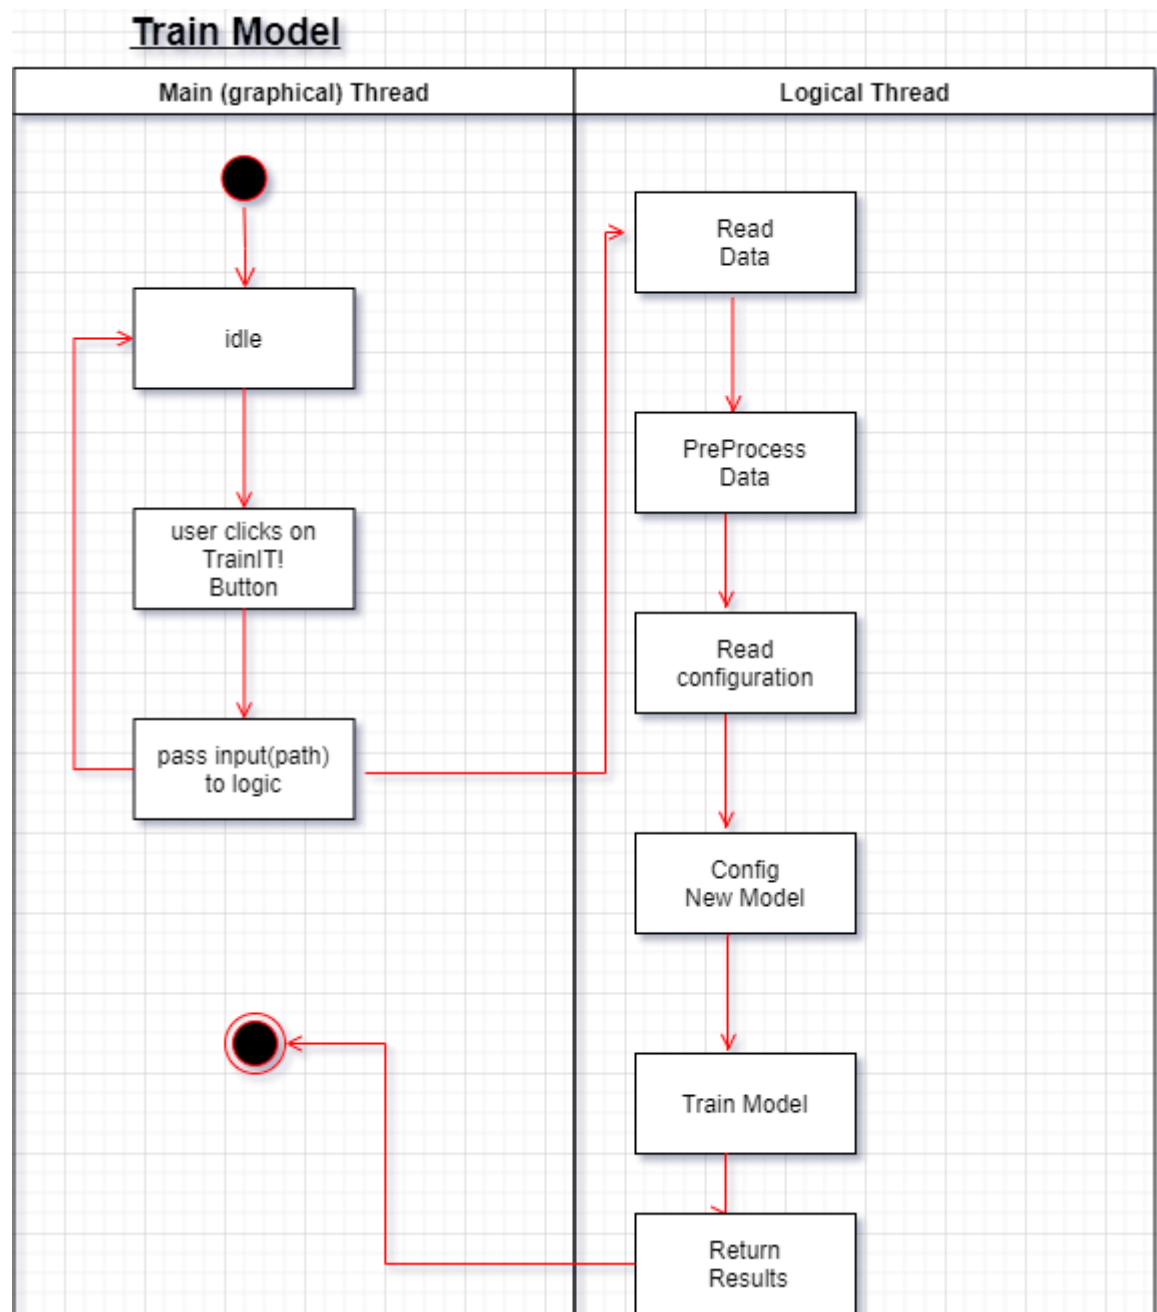 Train Model
Main (graphical) Thread
Logical Thread
idle
user clicks on
TrainIT!
Button
pass input(path)
to logic
Read
Data
PreProcess
Data
Read
configuration
Config
New Model
Train Model
Return
Results